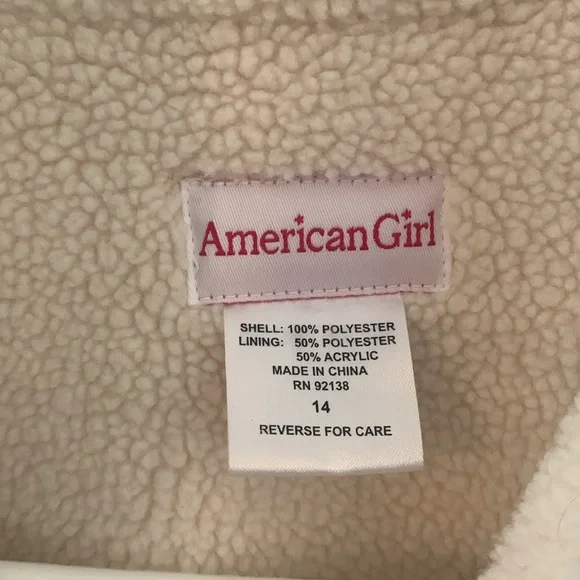 American Girl
SHELL: 100% POLYESTER
LINING: 50% POLYESTER
50% ACRYLIC
MADE IN CHINA
RN 92138
14
REVERSE FOR CARE